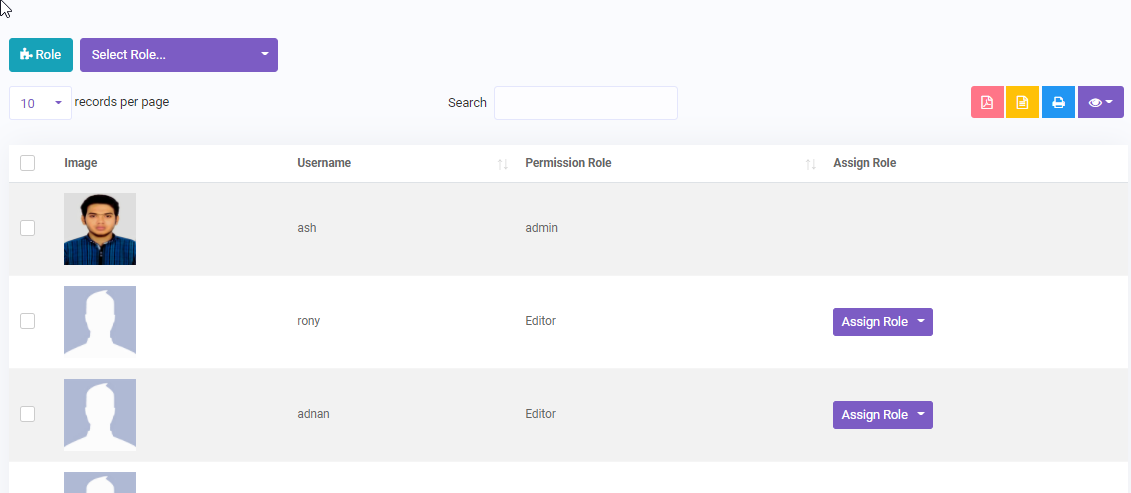 Role Select Role...
10 records per page Search
Image Username Permission Role Assign Role
ash admin
rony Editor Assign Role
adnan Editor Assign Role